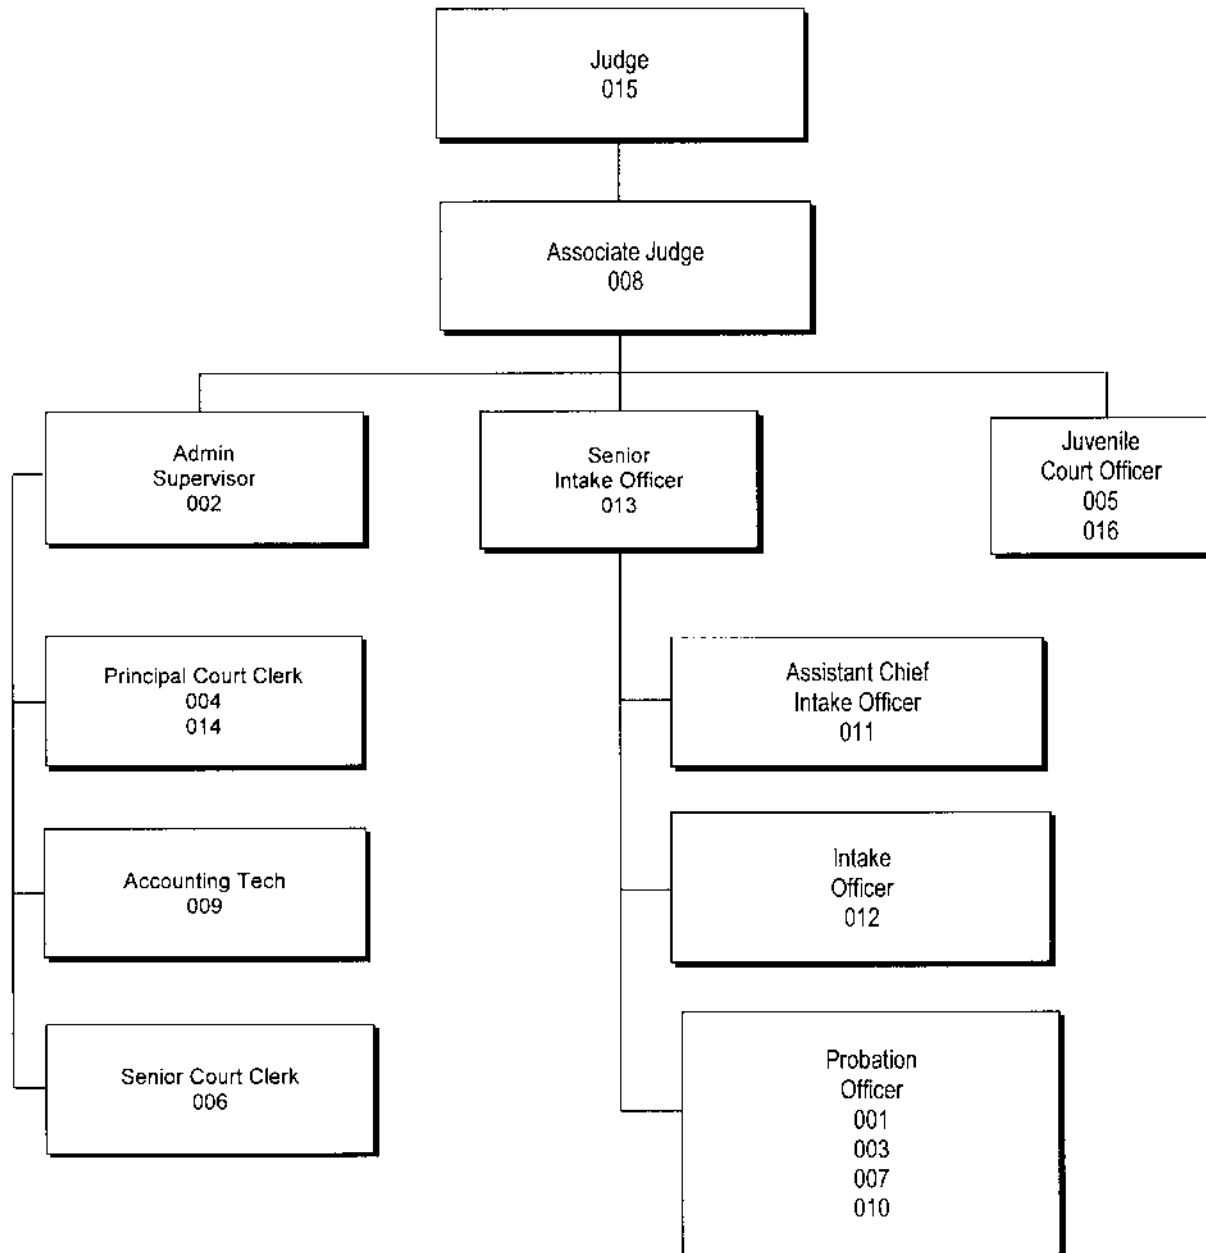 Judge
015
Associate Judge
008
Admin
Supervisor
002
Senior
Intake Officer
013
Juvenile
Court Officer
005
016
Principal Court Clerk
004
014
Assistant Chief
Intake Officer
011
Accounting Tech
009
Intake
Officer
012
Senior Court Clerk
006
Probation
Officer
001
003
007
010